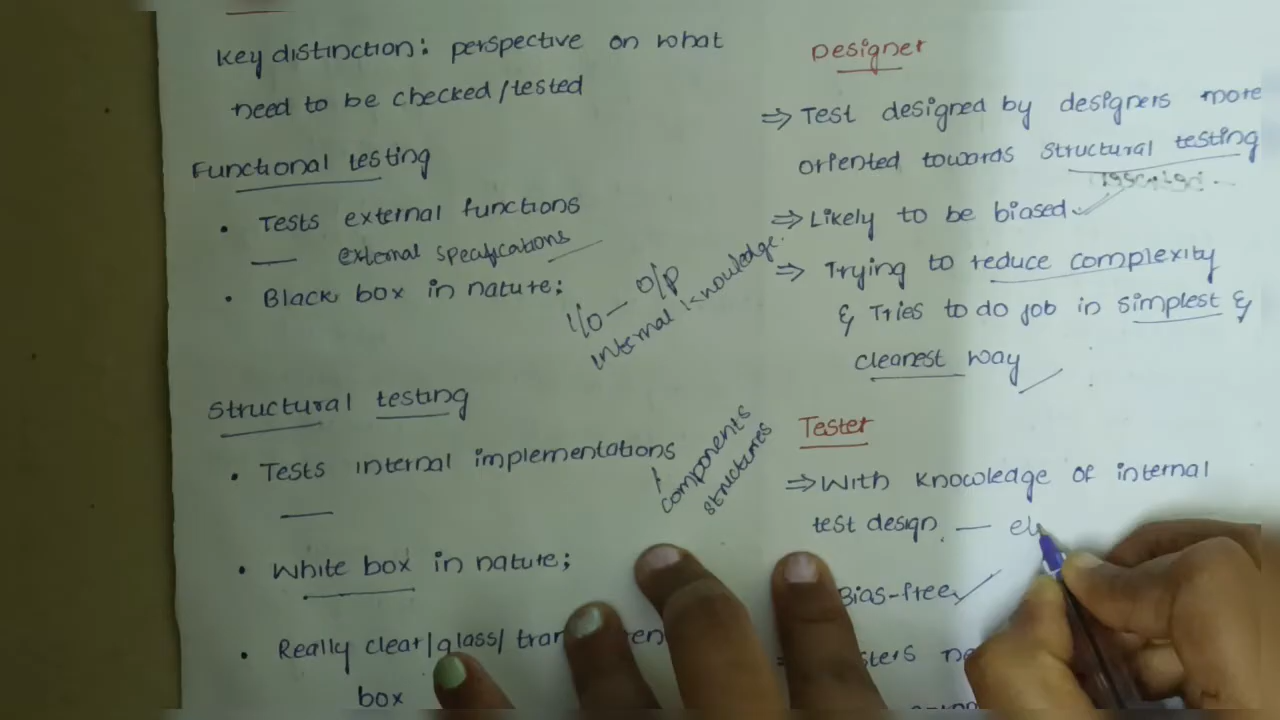 Key distinction: perspective on what
need to be checked/tested
Functional testing
• Tests external functions
external specifications
• Black box in nature;
I/O — O/P
internal knowledge.
Structural testing
• Tests internal implementations
components
structures
• White box in nature;
• Really clear/glass/
box
Designer
⇒ Test designed by designers more
oriented towards structural testing
⇒ Likely to be biased.
⇒ Trying to reduce complexity
& Tries to do job in simplest &
cleanest way
Tester
⇒ With knowledge of internal
test design. —
Bias-free